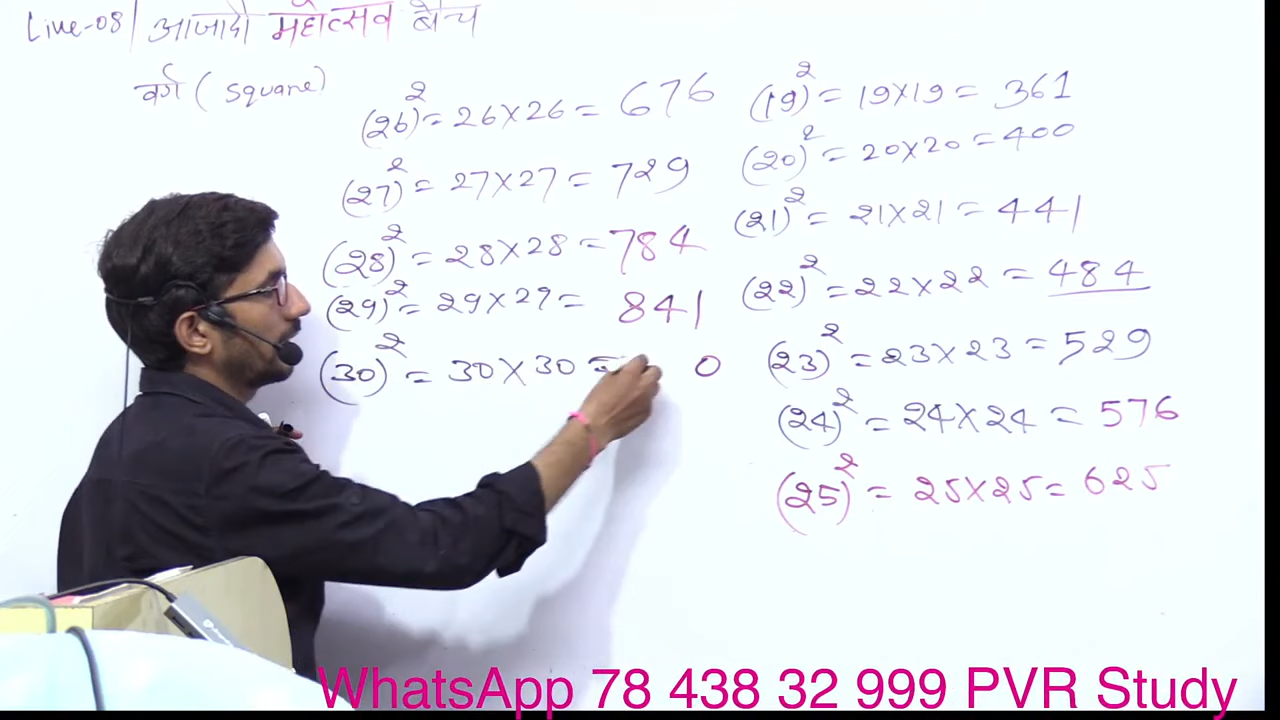 Live-08/ आजादी महोत्सव बैच
वर्ग ( square)
(26)² = 26×26 = 676
(27)² = 27×27 = 729
(28)² = 28×28 = 784
(29)² = 29×29 = 841
(30)² = 30×30 = 0
(19)² = 19×19 = 361
(20)² = 20×20 = 400
(21)² = 21×21 = 441
(22)² = 22×22 = 484
(23)² = 23×23 = 529
(24)² = 24×24 = 576
(25)² = 25×25 = 625
WhatsApp 78 438 32 999 PVR Study